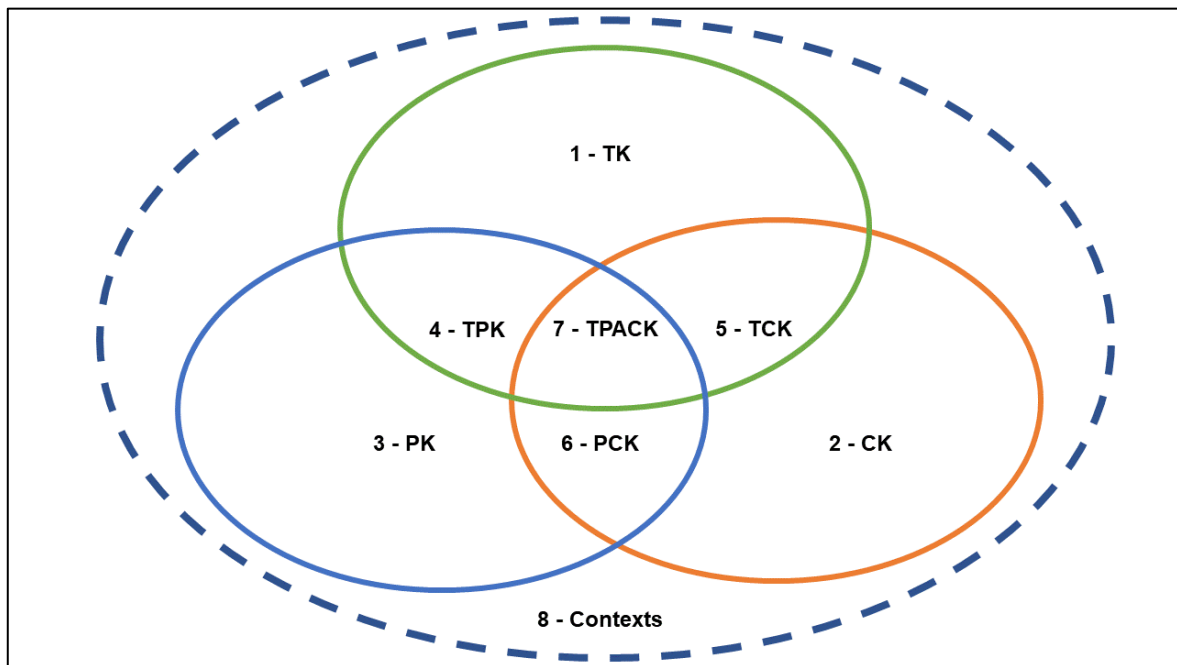 1 - TK
4 - TPK
7 - TPACK
5 - TCK
3 - PK
6 - PCK
2 - CK
8 - Contexts